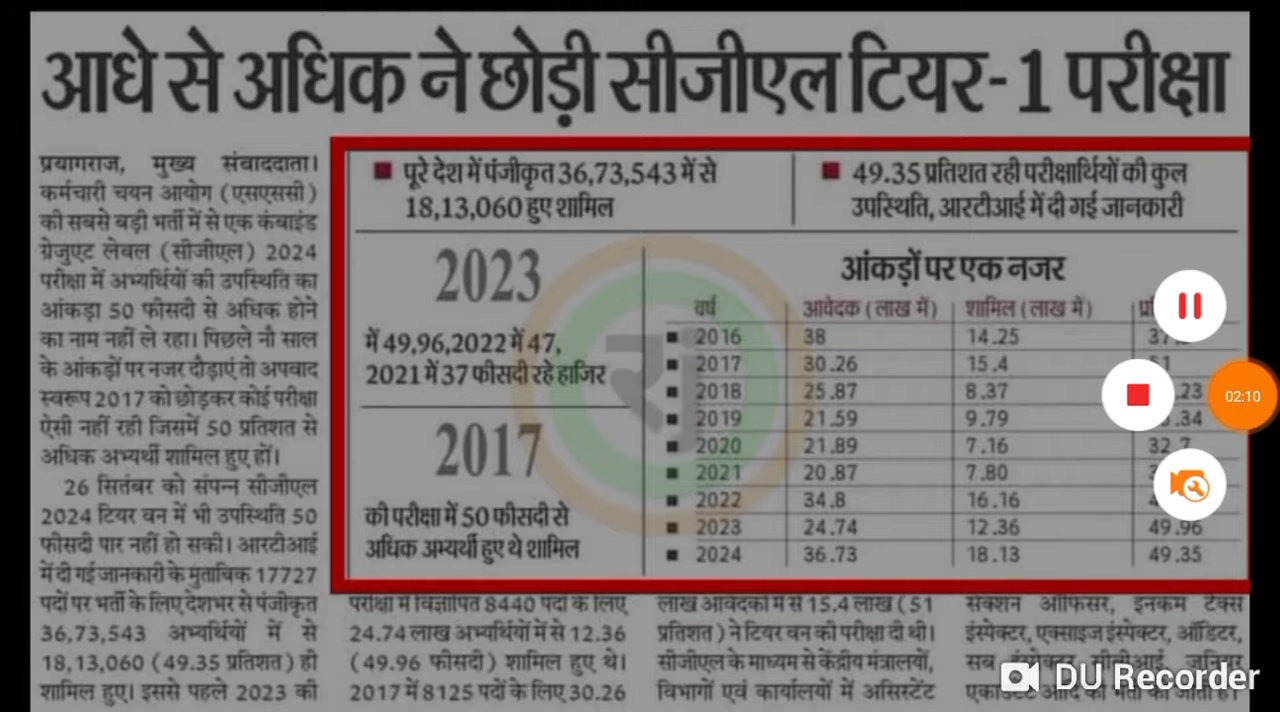 आधे से अधिक ने छोड़ी सीजीएल टियर-1 परीक्षा
प्रयागराज, मुख्य संवाददाता।
कर्मचारी चयन आयोग (एसएससी)
की सबसे बड़ी भर्ती में से एक कंबाइंड
ग्रेजुएट लेवल (सीजीएल) 2024
परीक्षा में अभ्यर्थियों की उपस्थिति का
आंकड़ा 50 फीसदी से अधिक होने
का नाम नहीं ले रहा। पिछले नौ साल
के आंकड़ों पर नजर दौड़ाएं तो अपवाद
स्वरूप 2017 को छोड़कर कोई परीक्षा
ऐसी नहीं रही जिसमें 50 प्रतिशत से
अधिक अभ्यर्थी शामिल हुए हों।
26 सितंबर को संपन्न सीजीएल
2024 टियर वन में भी उपस्थिति 50
फीसदी पार नहीं हो सकी। आरटीआई
में दी गई जानकारी के मुताबिक 17727
पदों पर भर्ती के लिए देशभर से पंजीकृत
36,73,543 अभ्यर्थियों में से
18,13,060 (49.35 प्रतिशत) ही
शामिल हुए। इससे पहले 2023 की
पूरे देश में पंजीकृत 36,73,543 में से
18,13,060 हुए शामिल
49.35 प्रतिशत रही परीक्षार्थियों की कुल
उपस्थिति, आरटीआई में दी गई जानकारी
2023
में 49,96,2022 में 47,
2021 में 37 फीसदी रहे हाजिर
2017
की परीक्षा में 50 फीसदी से
अधिक अभ्यर्थी हुए थे शामिल
आंकड़ों पर एक नजर
वर्ष आवेदक (लाख में) शामिल (लाख में)
2016 38 14.25
2017 30.26 15.4
2018 25.87 8.37
2019 21.59 9.79
2020 21.89 7.16 32.7
2021 20.87 7.80
2022 34.8 16.16
2023 24.74 12.36 49.96
2024 36.73 18.13 49.35
परीक्षा में विज्ञापित 8440 पदों के लिए
24.74 लाख अभ्यर्थियों में से 12.36
(49.96 फीसदी) शामिल हुए थे।
2017 में 8125 पदों के लिए 30.26
लाख आवेदकों में से 15.4 लाख (51
प्रतिशत) ने टियर वन की परीक्षा दी थी।
सीजीएल के माध्यम से केंद्रीय मंत्रालयों,
विभागों एवं कार्यालयों में असिस्टेंट
सेक्शन ऑफिसर, इनकम टैक्स
इंस्पेक्टर, एक्साइज इंस्पेक्टर, ऑडिटर,
सब
02:10
DU Recorder